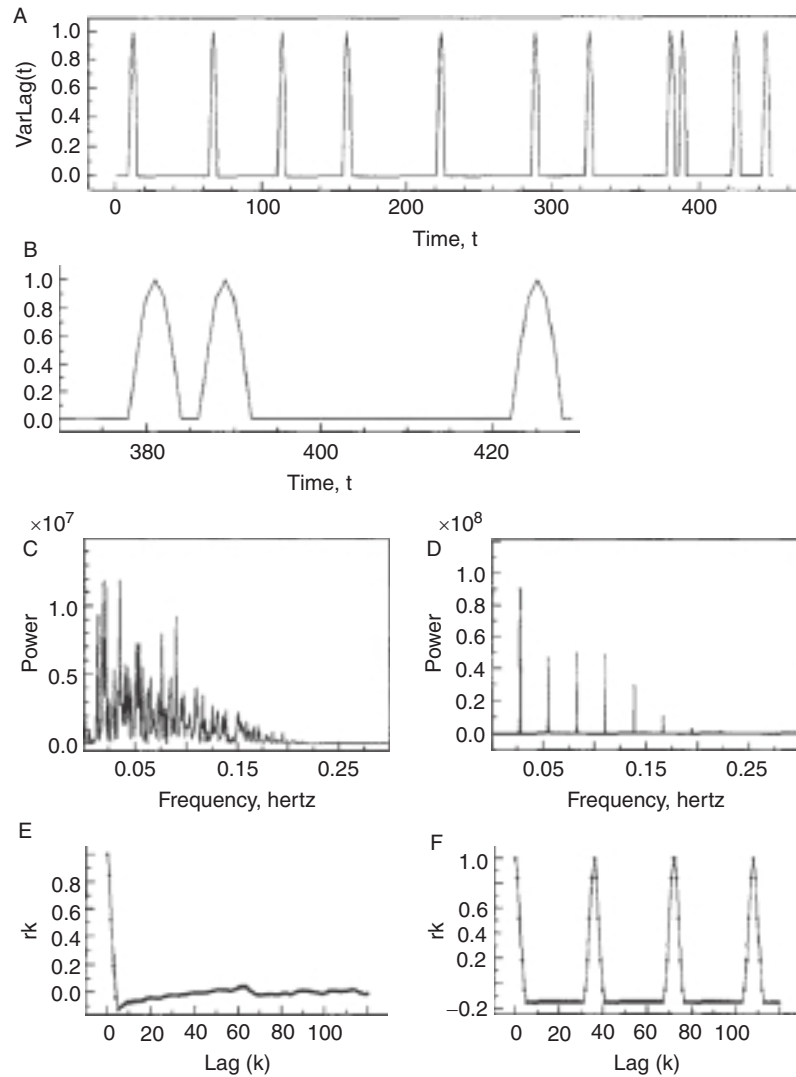 A
VarLag(t)
1.0
0.8
0.6
0.4
0.2
0.0
0 100 200 300 400
Time, t
B
1.0
0.8
0.6
0.4
0.2
0.0
380 400 420
Time, t
×10⁷
C
Power
1.0
0.5
0.0
0.05 0.15 0.25
Frequency, hertz
×10⁸
D
Power
1.0
0.8
0.6
0.4
0.2
0.0
0.05 0.15 0.25
Frequency, hertz
E
rk
0.8
0.6
0.4
0.2
0.0
0 20 40 60 80 100
Lag (k)
F
rk
1.0
0.2
0.6
0.4
0.2
−0.2
0 20 40 60 80 100
Lag (k)